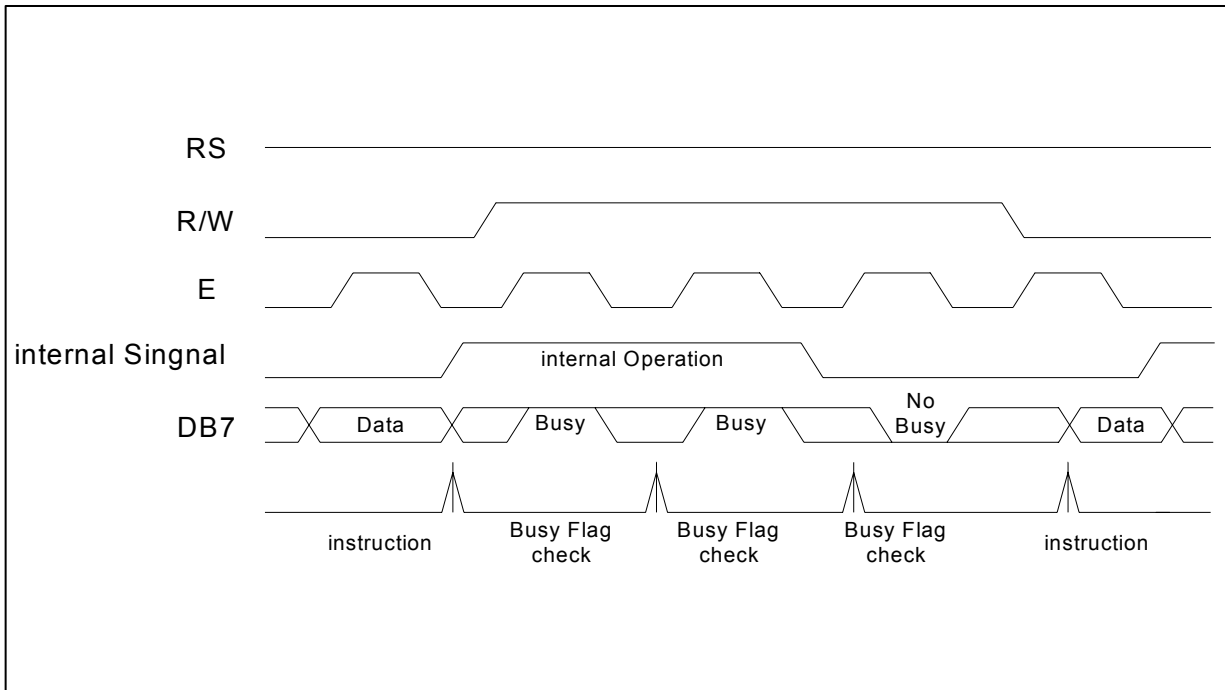 RS
R/W
E
internal Singnal
internal Operation
DB7
Data
Busy
Busy
No
Busy
Data
instruction
Busy Flag
check
Busy Flag
check
Busy Flag
check
instruction